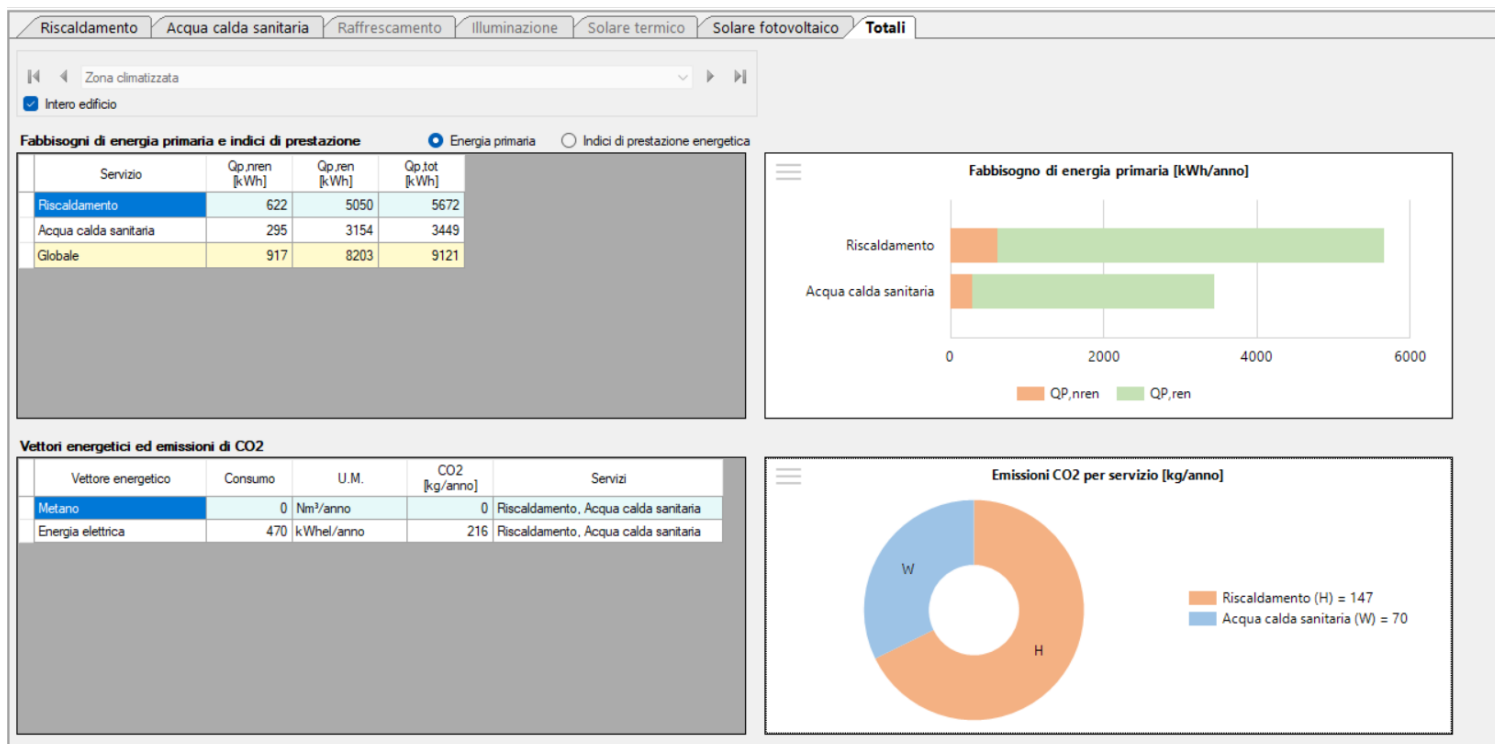 Riscaldamento Acqua calda sanitaria Raffrescamento Illuminazione Solare termico Solare fotovoltaico Totali
Zona climatizzata
Intero edificio
Fabbisogni di energia primaria e indici di prestazione Energia primaria Indici di prestazione energetica
Servizio Qp,nren [kWh] Qp,ren [kWh] Qp,tot [kWh]
Riscaldamento 622 5050 5672
Acqua calda sanitaria 295 3154 3449
Globale 917 8203 9121
Fabbisogno di energia primaria [kWh/anno]
Riscaldamento
Acqua calda sanitaria
0 2000 4000 6000
QP,nren QP,ren
Vettori energetici ed emissioni di CO2
Vettore energetico Consumo U.M. CO2 [kg/anno] Servizi
Metano 0 Nm³/anno 0 Riscaldamento, Acqua calda sanitaria
Energia elettrica 470 kWhel/anno 216 Riscaldamento, Acqua calda sanitaria
Emissioni CO2 per servizio [kg/anno]
W
H
Riscaldamento (H) = 147
Acqua calda sanitaria (W) = 70